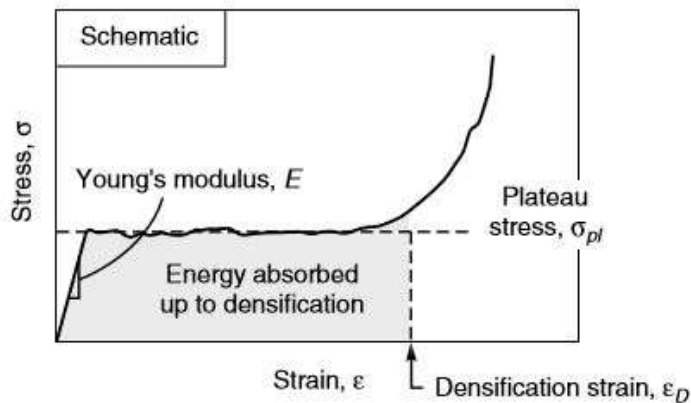 Schematic
Stress, σ
Young's modulus, E
Plateau
stress, σpl
Energy absorbed
up to densification
Strain, ε
Densification strain, εD